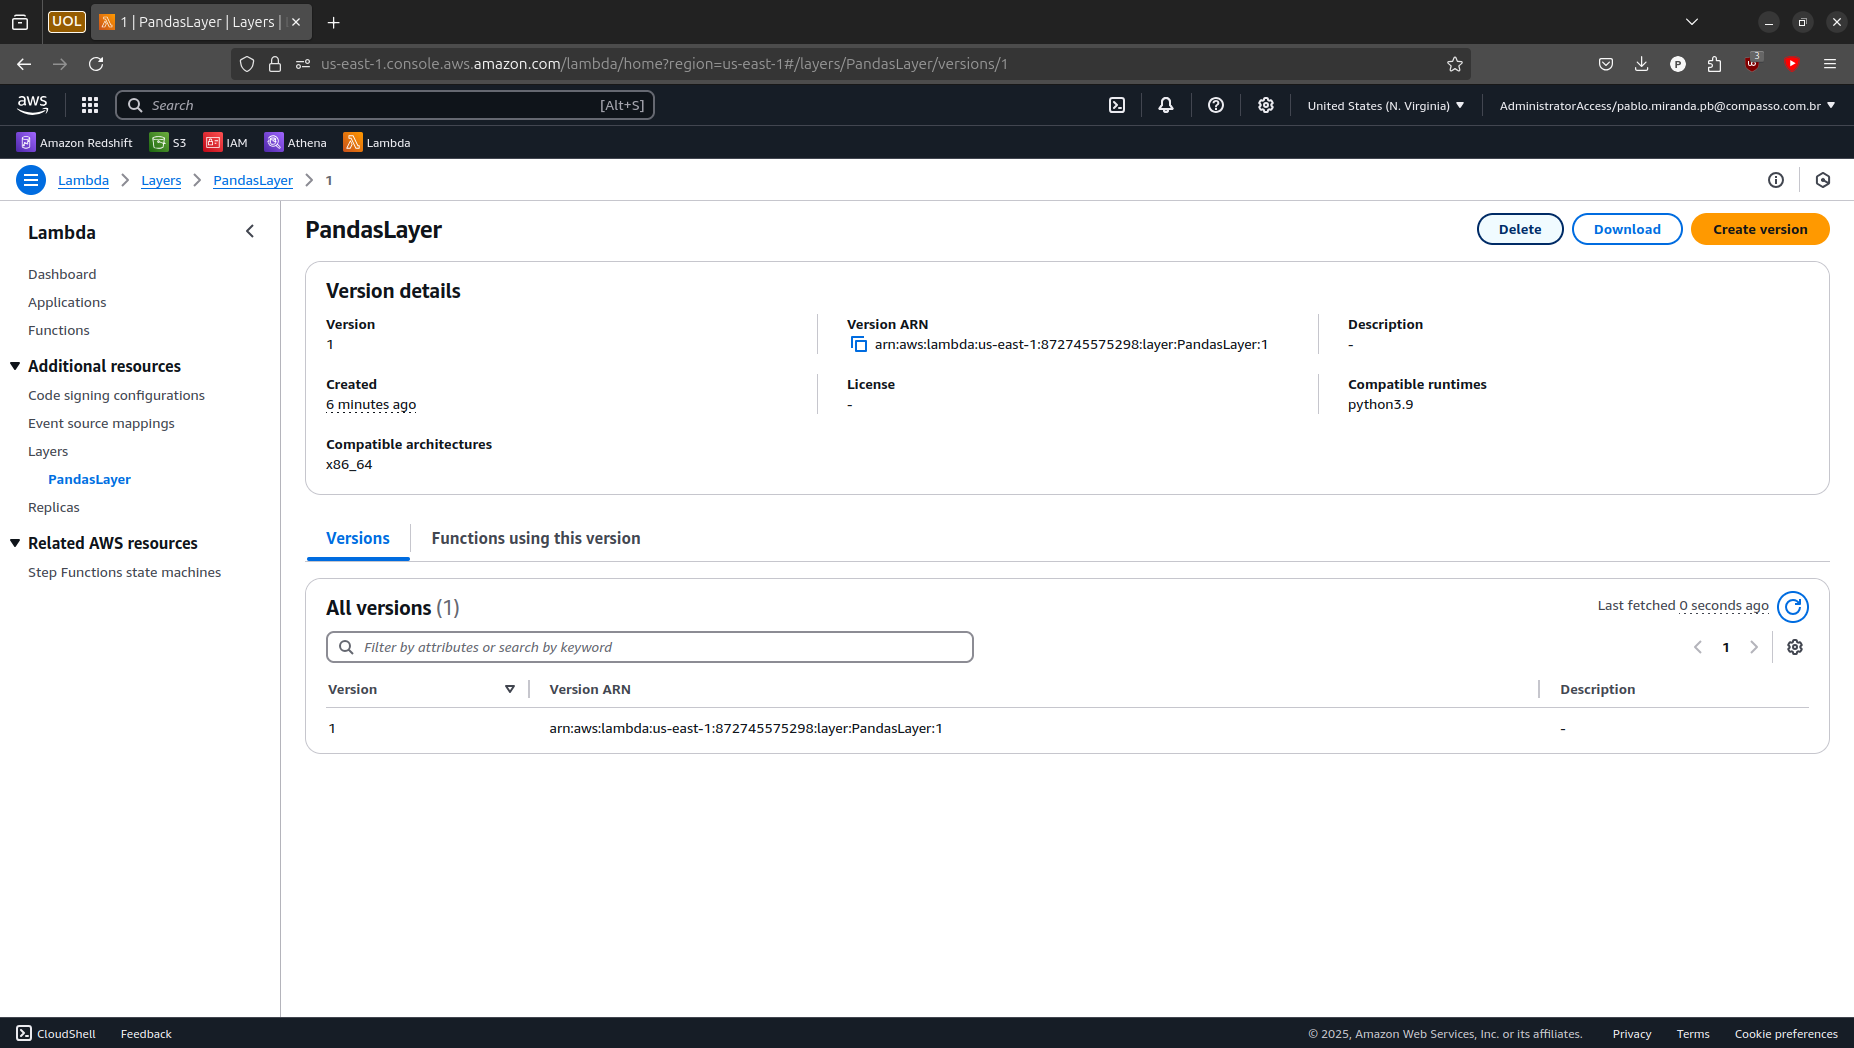 UOL
1 | PandasLayer | Layers |
us-east-1.console.aws.amazon.com/lambda/home?region=us-east-1#/layers/PandasLayer/versions/1
3
aws
Search
[Alt+S]
United States (N. Virginia)
AdministratorAccess/pablo.miranda.pb@compasso.com.br
Amazon Redshift
S3
IAM
Athena
Lambda
Lambda
Layers
PandasLayer
1
Lambda
Dashboard
Applications
Functions
Additional resources
Code signing configurations
Event source mappings
Layers
PandasLayer
Replicas
Related AWS resources
Step Functions state machines
PandasLayer
Delete
Download
Create version
Version details
Version
1
Version ARN
arn:aws:lambda:us-east-1:872745575298:layer:PandasLayer:1
Description
-
Created
6 minutes ago
License
-
Compatible runtimes
python3.9
Compatible architectures
x86_64
Versions
Functions using this version
All versions (1)
Last fetched 0 seconds ago
Filter by attributes or search by keyword
1
Version
Version ARN
Description
1
arn:aws:lambda:us-east-1:872745575298:layer:PandasLayer:1
-
CloudShell
Feedback
© 2025, Amazon Web Services, Inc. or its affiliates.
Privacy
Terms
Cookie preferences